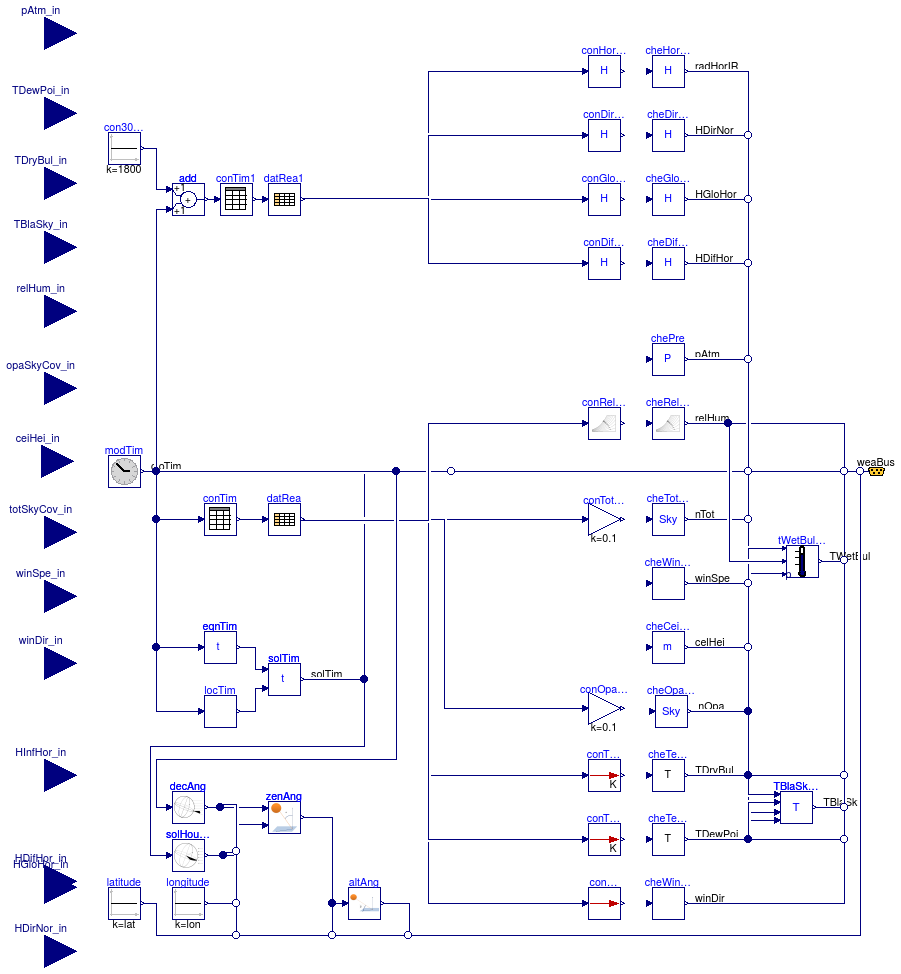 pAtm_in
TDewPoi_in
TDryBul_in
TBlaSky_in
relHum_in
opaSkyCov_in
ceiHei_in
totSkyCov_in
winSpe_in
winDir_in
HInfHor_in
HDifHor_in
HGloHor_in
HDirNor_in
con30...
k=1800
add
+1
+
+1
conTim1
datRea1
modTim
cloTim
conTim
datRea
eqnTim
t
locTim
solTim
t
solTim
decAng
solHou...
zenAng
latitude
k=lat
longitude
k=lon
altAng
conHor...
H
cheHor...
H
radHorIR
conDir...
H
cheDir...
H
HDirNor
conGlo...
H
cheGlo...
H
HGloHor
conDif...
H
cheDif...
H
HDifHor
chePre
P
pAtm
conRel...
cheRel...
relHum
weaBus
conTot...
k=0.1
cheTot...
Sky
nTot
tWetBul...
TWetBul
cheWin...
winSpe
cheCei...
m
celHei
conOpa...
k=0.1
cheOpa...
Sky
nOpa
conT...
K
cheTe...
T
TDryBul
TBlaSk...
T
TBlaSk
conT...
K
cheTe...
T
TDewPoi
con...
cheWin...
winDir